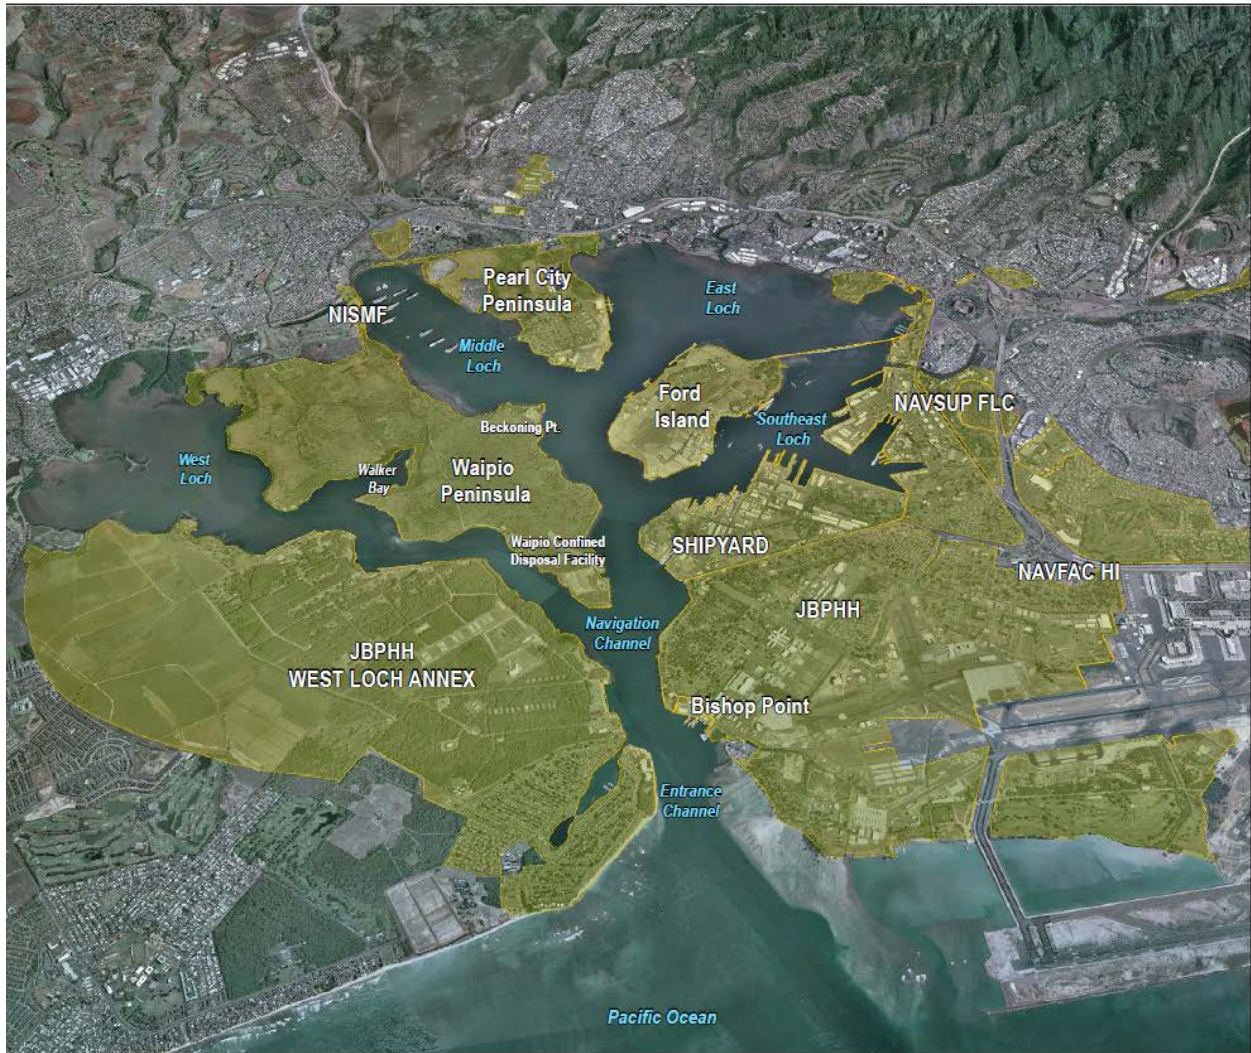 Pearl City
Peninsula
East
Loch
NISMF
Middle
Loch
Ford
Island
NAVSUP FLC
Southeast
Loch
Beckoning Pt.
West
Loch
Walker
Bay
Waipio
Peninsula
Waipio Confined
Disposal Facility
SHIPYARD
NAVFAC HI
JBPHH
Navigation
Channel
JBPHH
WEST LOCH ANNEX
Bishop Point
Entrance
Channel
Pacific Ocean